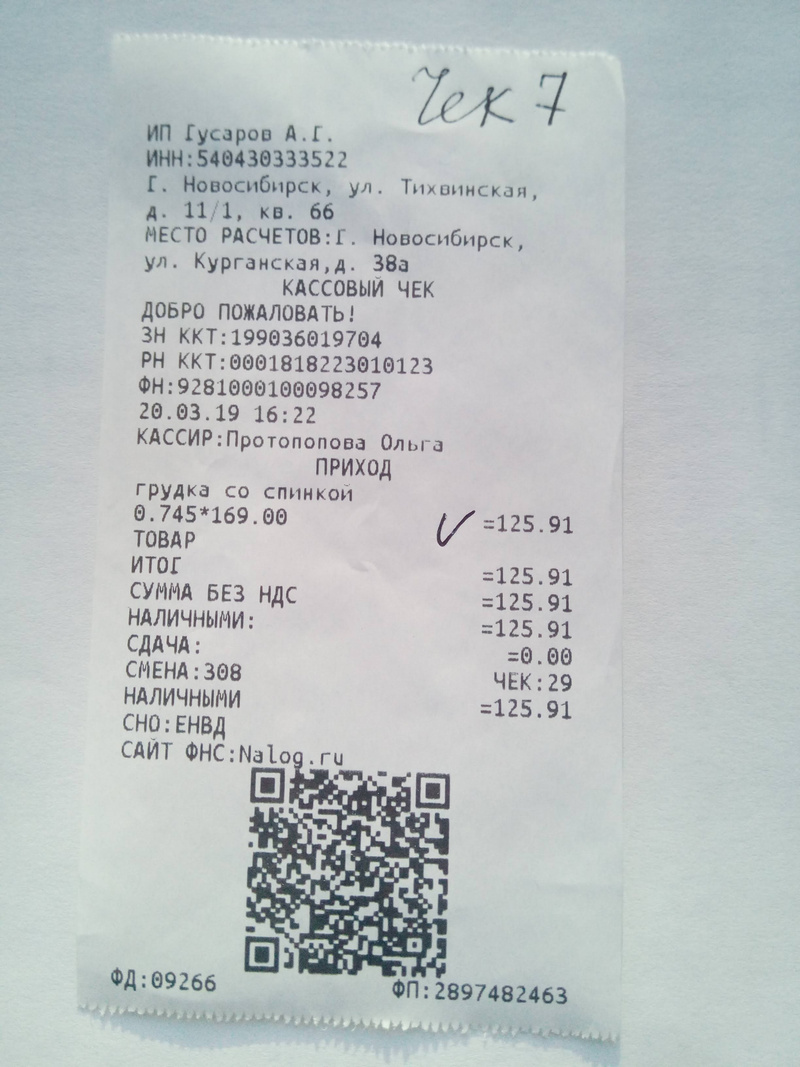 Чек 7
ИП Гусаров А.Г.
ИНН:540430333522
Г. Новосибирск, ул. Тихвинская,
д. 11/1, кв. 66
МЕСТО РАСЧЕТОВ:Г. Новосибирск,
ул. Курганская,д. 38а
КАССОВЫЙ ЧЕК
ДОБРО ПОЖАЛОВАТЬ!
ЗН ККТ:199036019704
РН ККТ:0001818223010123
ФН:9281000100098257
20.03.19 16:22
КАССИР:Протопопова Ольга
ПРИХОД
грудка со спинкой
0.745*169.00 =125.91
ТОВАР
ИТОГ =125.91
СУММА БЕЗ НДС =125.91
НАЛИЧНЫМИ: =125.91
СДАЧА: =0.00
СМЕНА:308 ЧЕК:29
НАЛИЧНЫМИ =125.91
СНО:ЕНВД
САЙТ ФНС:Nalog.ru
ФД:09266 ФП:2897482463